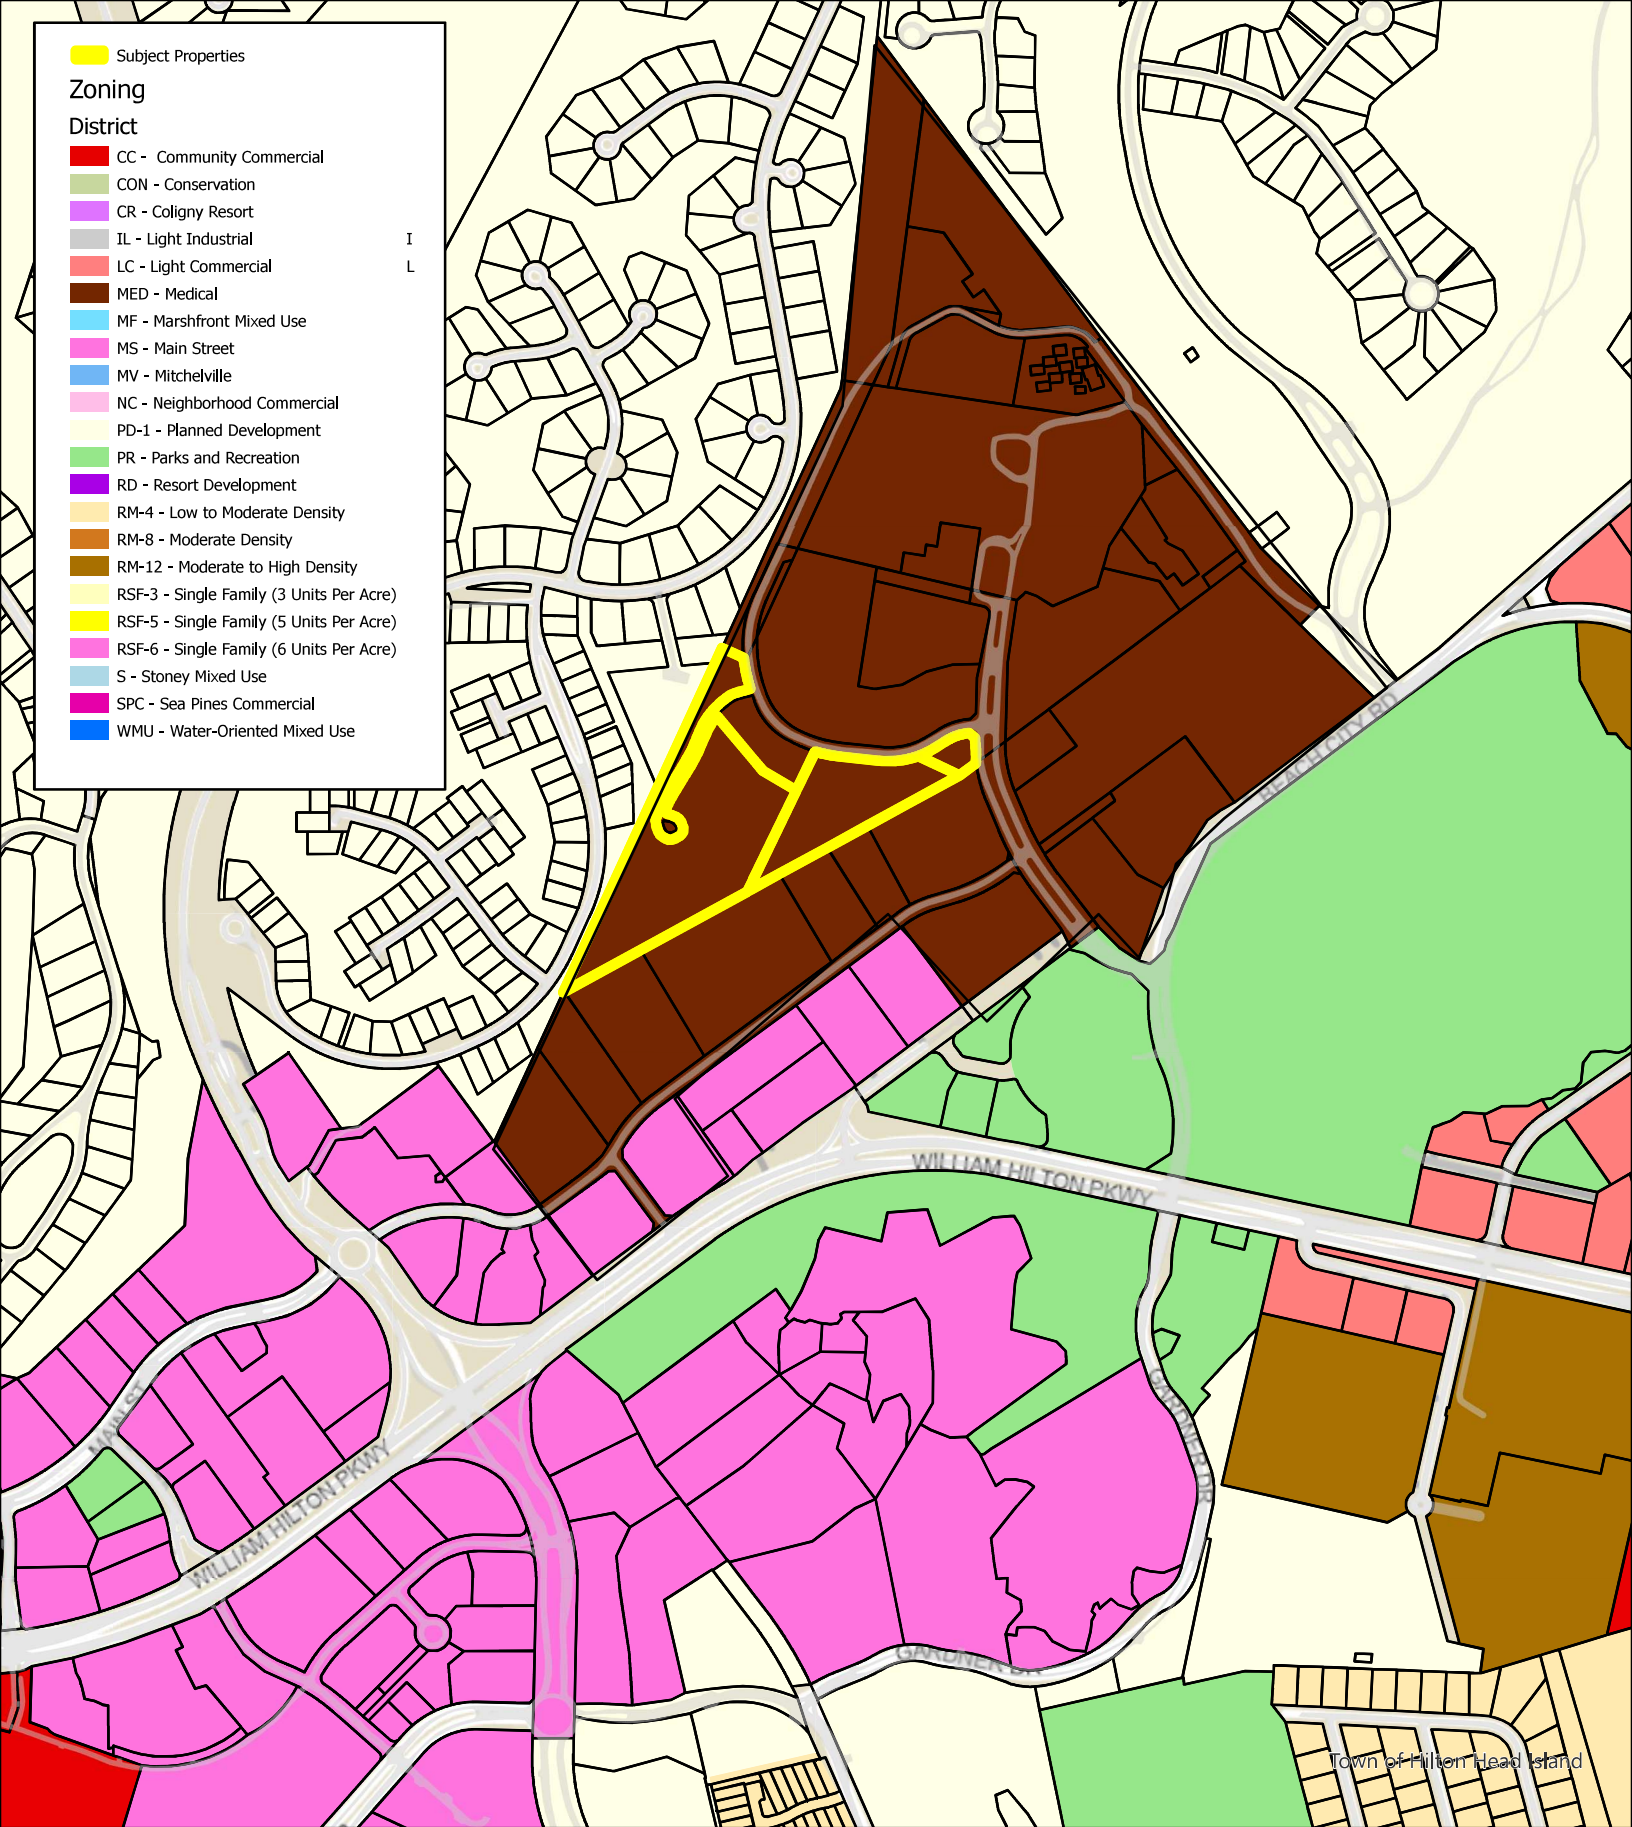 Subject Properties
Zoning
District
CC - Community Commercial
CON - Conservation
CR - Coligny Resort
IL - Light Industrial I
LC - Light Commercial L
MED - Medical
MF - Marshfront Mixed Use
MS - Main Street
MV - Mitchelville
NC - Neighborhood Commercial
PD-1 - Planned Development
PR - Parks and Recreation
RD - Resort Development
RM-4 - Low to Moderate Density
RM-8 - Moderate Density
RM-12 - Moderate to High Density
RSF-3 - Single Family (3 Units Per Acre)
RSF-5 - Single Family (5 Units Per Acre)
RSF-6 - Single Family (6 Units Per Acre)
S - Stoney Mixed Use
SPC - Sea Pines Commercial
WMU - Water-Oriented Mixed Use
BEACH CITY RD
WILLIAM HILTON PKWY
MAIN ST
GARDNER DR
WILLIAM HILTON PKWY
GARDNER DR
Town of Hilton Head Island